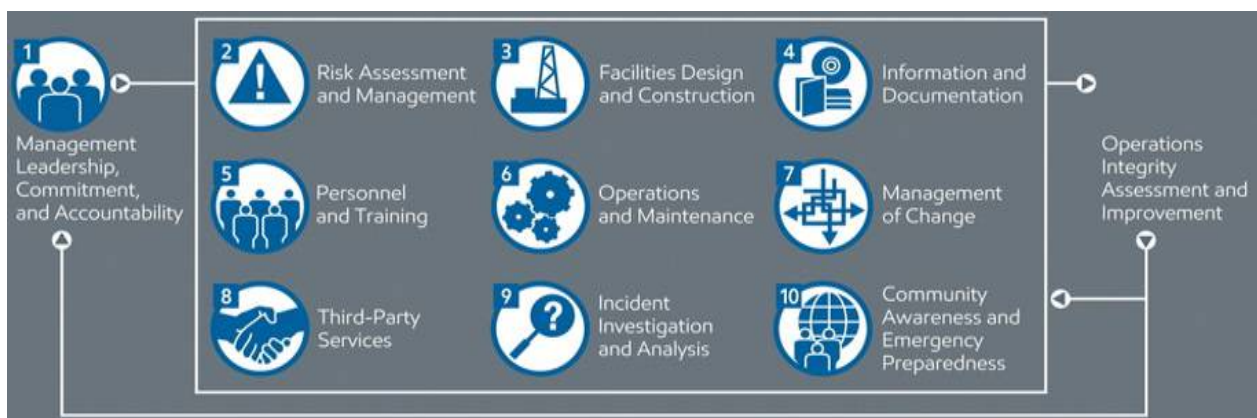 1
Management
Leadership,
Commitment,
and Accountability
2
Risk Assessment
and Management
3
Facilities Design
and Construction
4
Information and
Documentation
5
Personnel
and Training
6
Operations
and Maintenance
7
Management
of Change
8
Third-Party
Services
9
Incident
Investigation
and Analysis
?
10
Community
Awareness and
Emergency
Preparedness
Operations
Integrity
Assessment and
Improvement